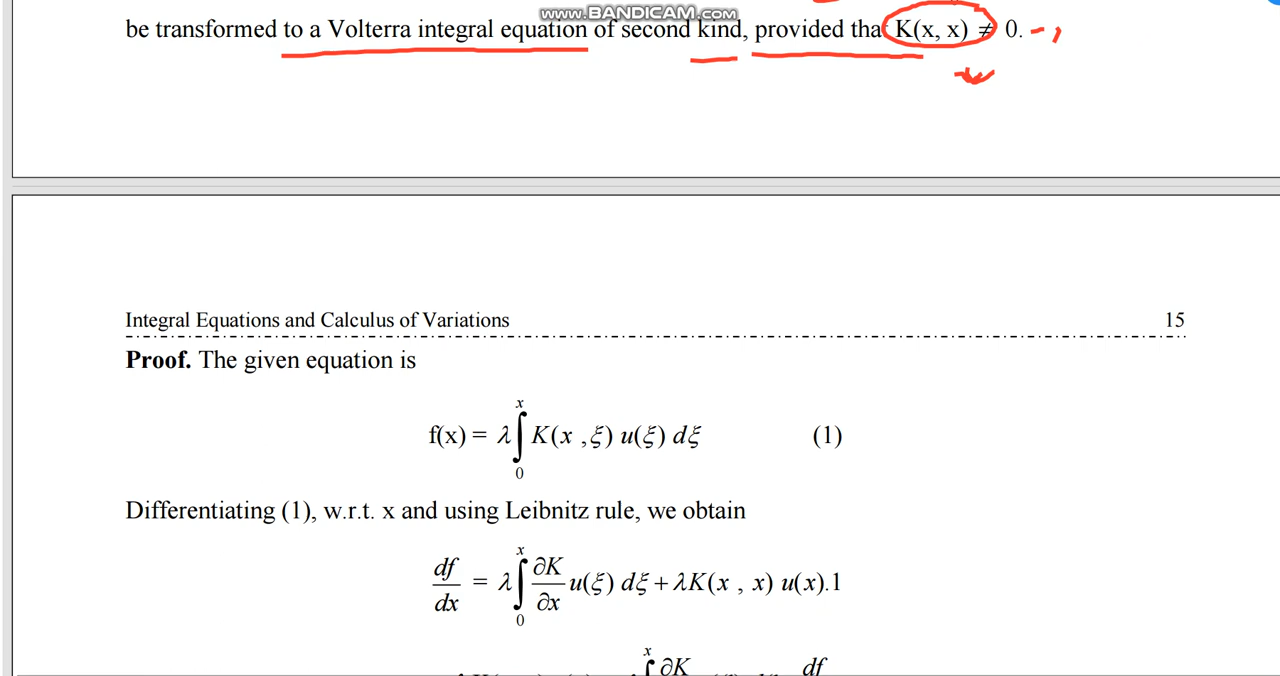 www.BANDICAM.com
be transformed to a Volterra integral equation of second kind, provided tha K(x, x) ≠ 0.
Integral Equations and Calculus of Variations 15
Proof. The given equation is
f(x) = λ∫₀ˣ K(x ,ξ) u(ξ) dξ (1)
Differentiating (1), w.r.t. x and using Leibnitz rule, we obtain
df/dx = λ∫₀ˣ ∂K/∂x u(ξ) dξ + λK(x , x) u(x).1
x ∂K df